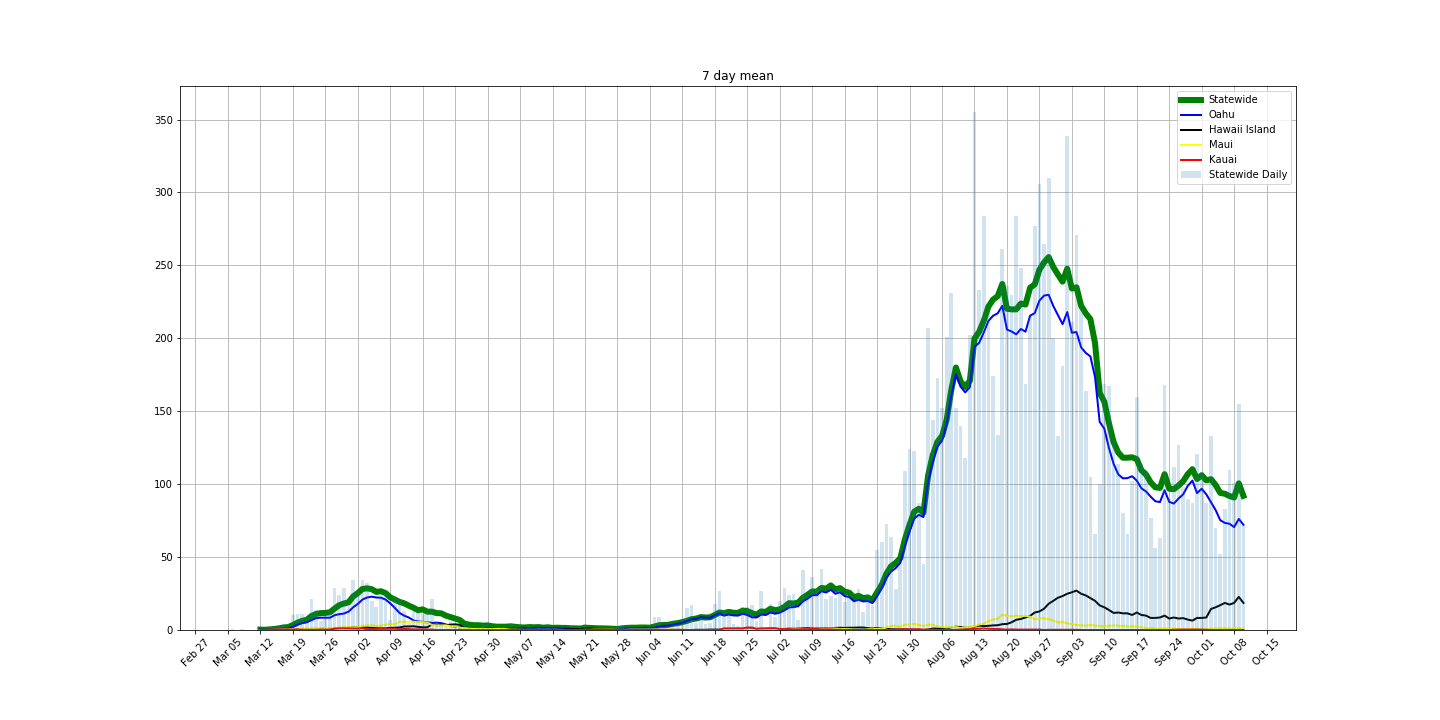 7 day mean
350
300
250
200
150
100
50
0
Statewide
Oahu
Hawaii Island
Maui
Kauai
Statewide Daily
Feb 27
Mar 05
Mar 12
Mar 19
Mar 26
Apr 02
Apr 09
Apr 16
Apr 23
Apr 30
May 07
May 14
May 21
May 28
Jun 04
Jun 11
Jun 18
Jun 25
Jul 02
Jul 09
Jul 16
Jul 23
Jul 30
Aug 06
Aug 13
Aug 20
Aug 27
Sep 03
Sep 10
Sep 17
Sep 24
Oct 01
Oct 08
Oct 15